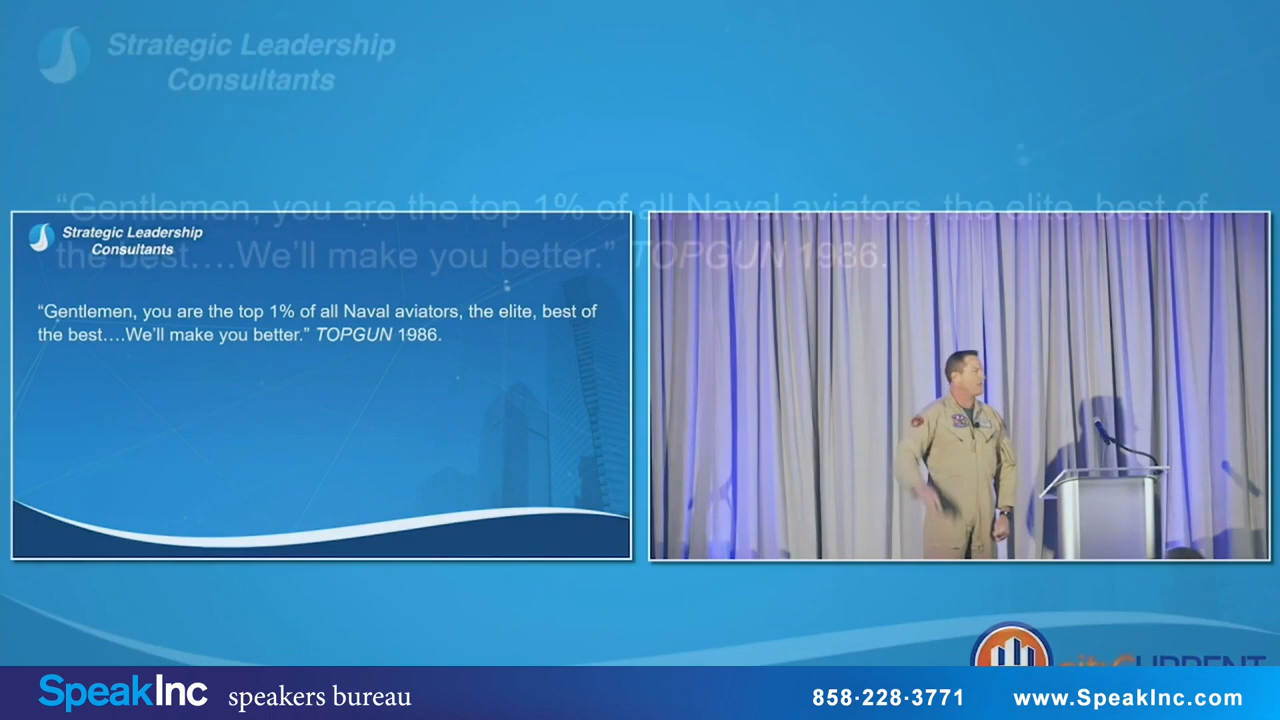 Strategic Leadership
Consultants
“Gentlemen, you are the top 1% of all Naval aviators, the elite, best of
the best….We’ll make you better.” TOPGUN 1986.
Strategic Leadership
Consultants
“Gentlemen, you are the top 1% of all Naval aviators, the elite, best of
the best….We’ll make you better.” TOPGUN 1986.
cityCURRENT
SpeakInc speakers bureau 858·228·3771 www.SpeakInc.com